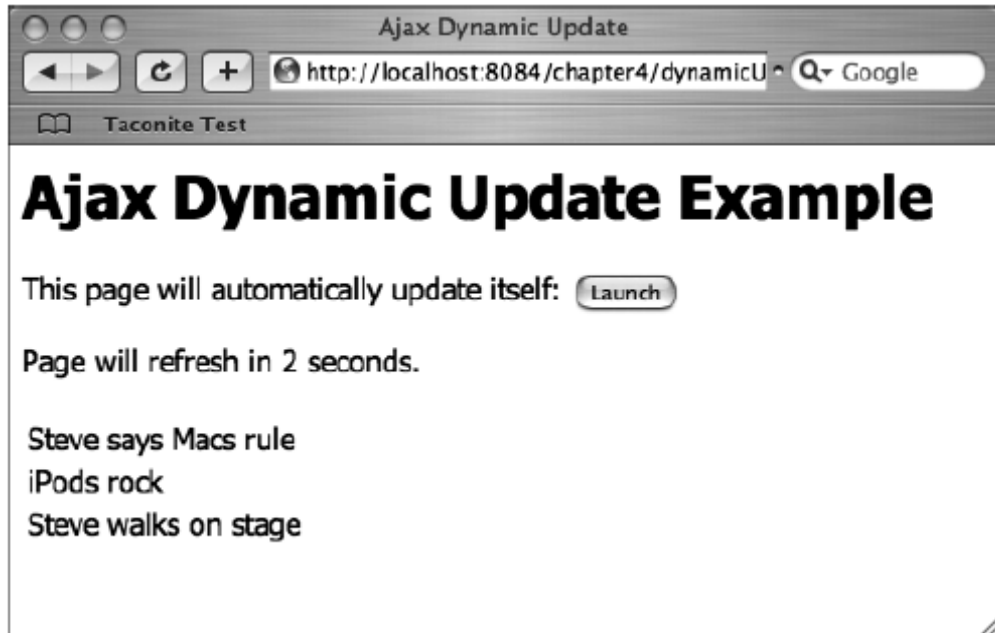 Ajax Dynamic Update
http://localhost:8084/chapter4/dynamicU
Google
Taconite Test
Ajax Dynamic Update Example
This page will automatically update itself: Launch
Page will refresh in 2 seconds.
Steve says Macs rule
iPods rock
Steve walks on stage